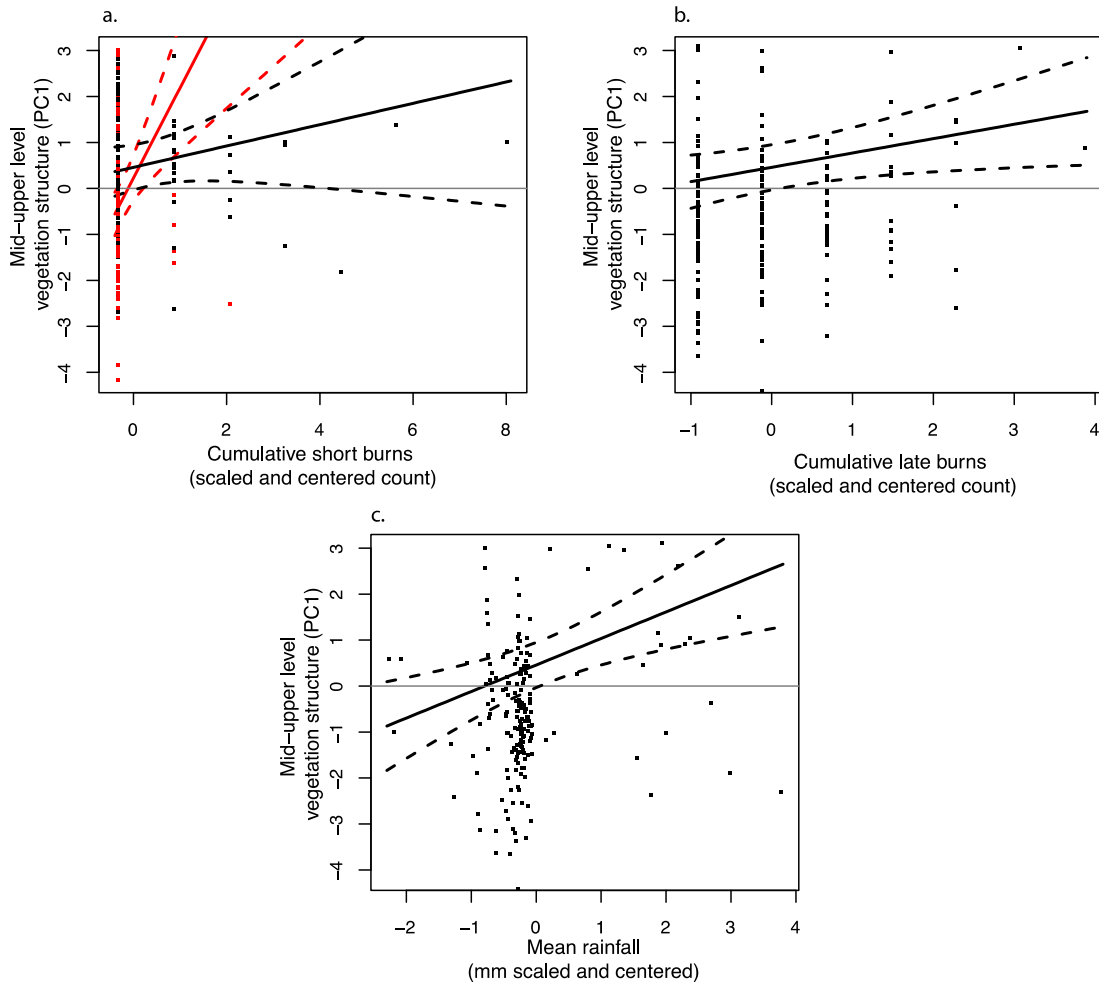 a.
Mid−upper level
vegetation structure (PC1)
3
2
1
0
−1
−2
−3
−4
0 2 4 6 8
Cumulative short burns
(scaled and centered count)
b.
Mid−upper level
vegetation structure (PC1)
3
2
1
0
−1
−2
−3
−4
−1 0 1 2 3 4
Cumulative late burns
(scaled and centered count)
c.
Mid−upper level
vegetation structure (PC1)
3
2
1
0
−1
−2
−3
−4
−2 −1 0 1 2 3 4
Mean rainfall
(mm scaled and centered)